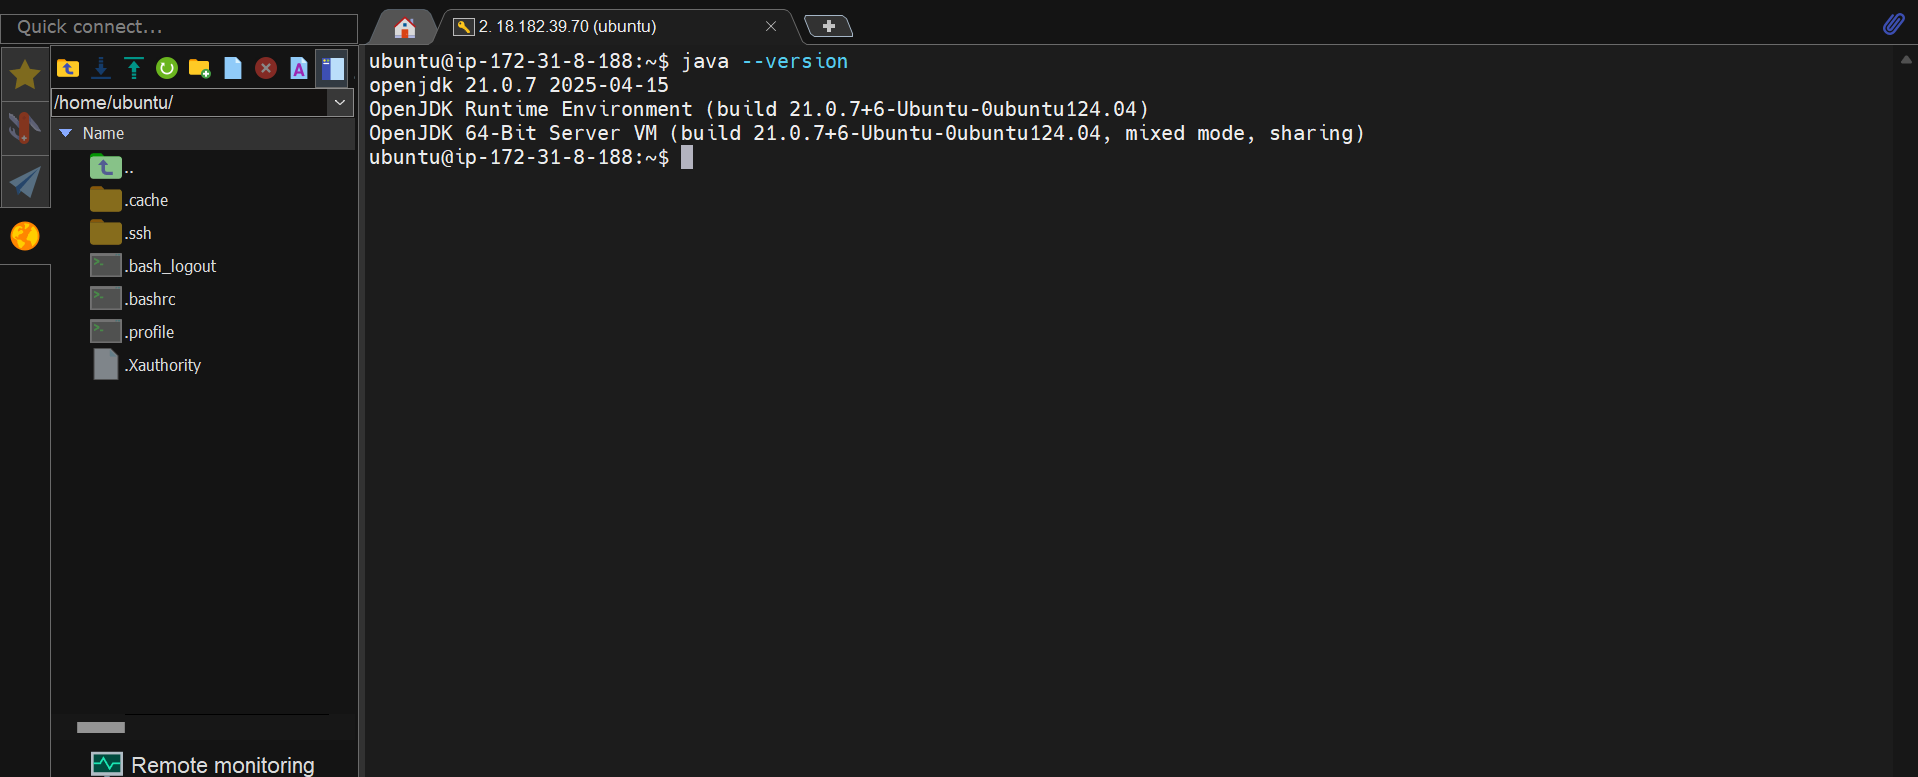 Quick connect...
2. 18.182.39.70 (ubuntu)
/home/ubuntu/
Name
..
.cache
.ssh
.bash_logout
.bashrc
.profile
.Xauthority
Remote monitoring
ubuntu@ip-172-31-8-188:~$ java --version
openjdk 21.0.7 2025-04-15
OpenJDK Runtime Environment (build 21.0.7+6-Ubuntu-0ubuntu124.04)
OpenJDK 64-Bit Server VM (build 21.0.7+6-Ubuntu-0ubuntu124.04, mixed mode, sharing)
ubuntu@ip-172-31-8-188:~$